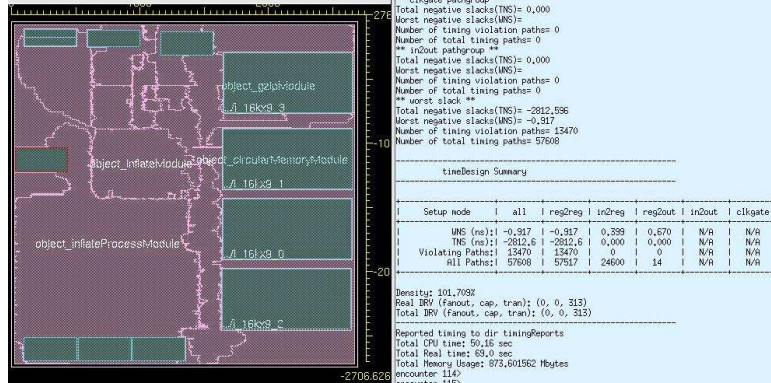 -276
object_gzipModule
../i_16kx9_3
-10
object_InflateModule
object_circularMemoryModule
../i_16kx9_1
object_inflateProcessModule
../i_16kx9_0
-20
../i_16kx9_2
-2706.626
clkgate pathgroup
Total negative slacks(TNS)= 0.000
Worst negative slacks(WNS)=
Number of timing violation paths= 0
Number of total timing paths= 0
** in2out pathgroup **
Total negative slacks(TNS)= 0.000
Worst negative slacks(WNS)=
Number of timing violation paths= 0
Number of total timing paths= 0
** worst slack **
Total negative slacks(TNS)= -2812.596
Worst negative slacks(WNS)= -0.917
Number of timing violation paths= 13470
Number of total timing paths= 57608
timeDesign Summary
| Setup mode | all | reg2reg | in2reg | reg2out | in2out | clkgate |
| WNS (ns):| -0.917 | -0.917 | 0.399 | 0.670 | N/A | N/A
| TNS (ns):| -2812.6 | -2812.6 | 0.000 | 0.000 | N/A | N/A
| Violating Paths:| 13470 | 13470 | 0 | 0 | N/A | N/A
| All Paths:| 57608 | 57517 | 24600 | 14 | N/A | N/A
Density: 101.709%
Real DRV (fanout, cap, tran): (0, 0, 313)
Total DRV (fanout, cap, tran): (0, 0, 313)
Reported timing to dir timingReports
Total CPU time: 50.16 sec
Total Real time: 69.0 sec
Total Memory Usage: 873.601562 Mbytes
encounter 114>